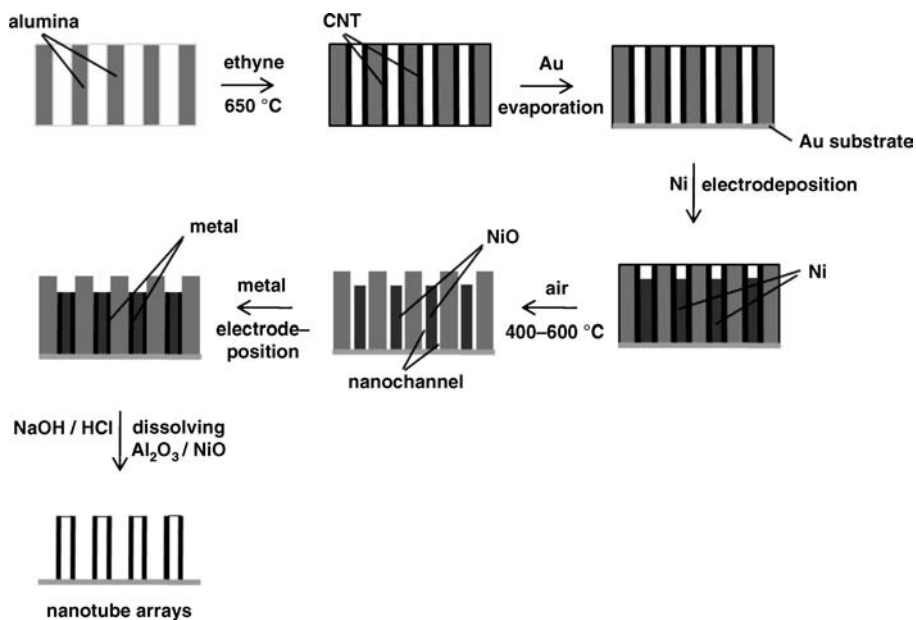 alumina
ethyne
650 °C
CNT
Au
evaporation
Au substrate
Ni electrodeposition
Ni
air
400–600 °C
NiO
nanochannel
metal
electrode–
position
metal
NaOH / HCl dissolving
Al₂O₃ / NiO
nanotube arrays